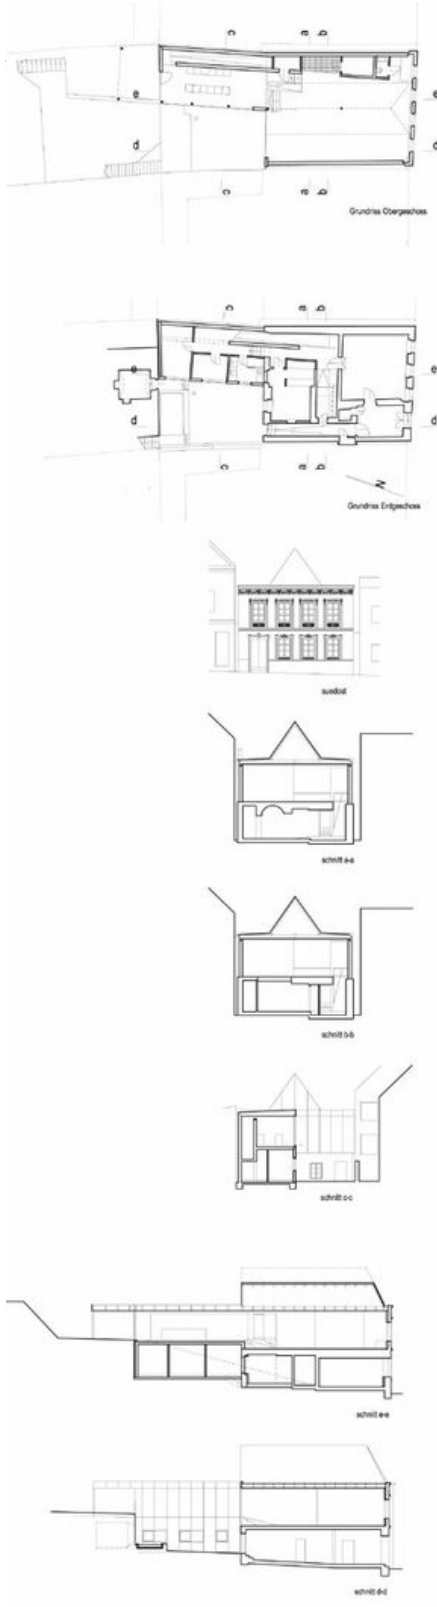 c a b
e e
d d
c a b
Grundriss Obergeschoss
c a b
e e
d d
c a b
N
Grundriss Erdgeschoss
suedost
schnitt a-a
schnitt b-b
schnitt c-c
schnitt e-e
schnitt d-d